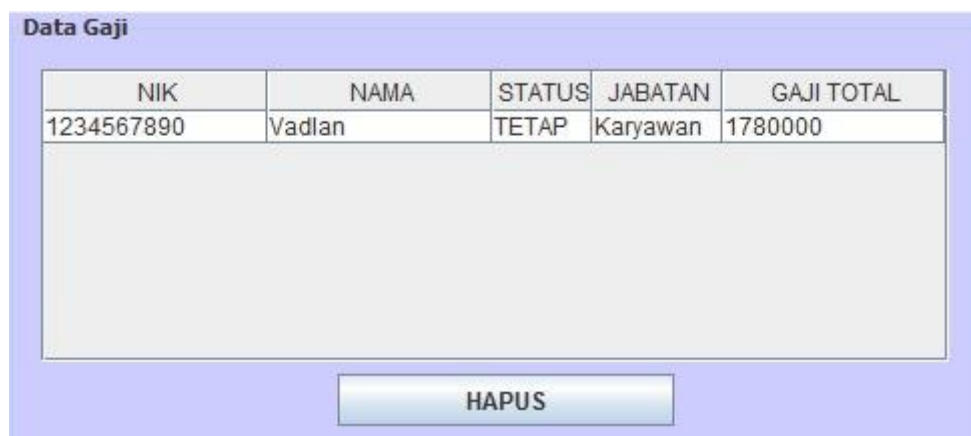 Data Gaji
NIK NAMA STATUS JABATAN GAJI TOTAL
1234567890 Vadlan TETAP Karyawan 1780000
HAPUS